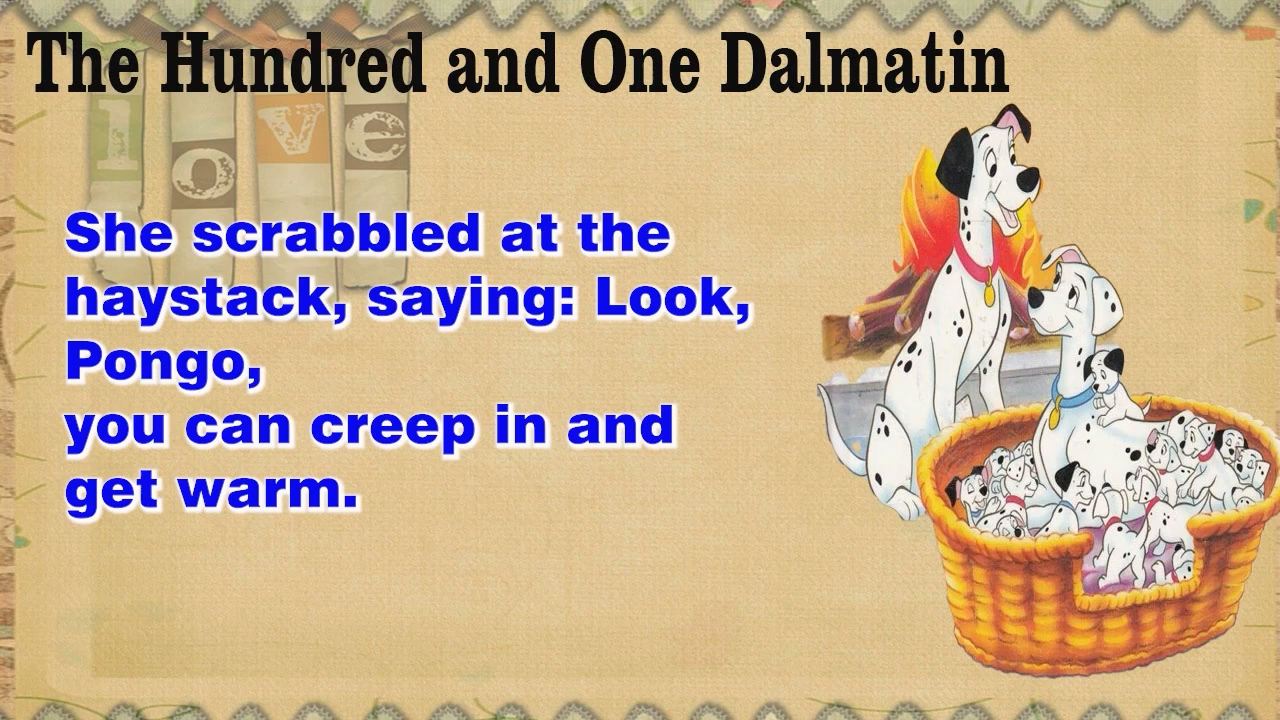 The Hundred and One Dalmatin
love
She scrabbled at the
haystack, saying: Look,
Pongo,
you can creep in and
get warm.